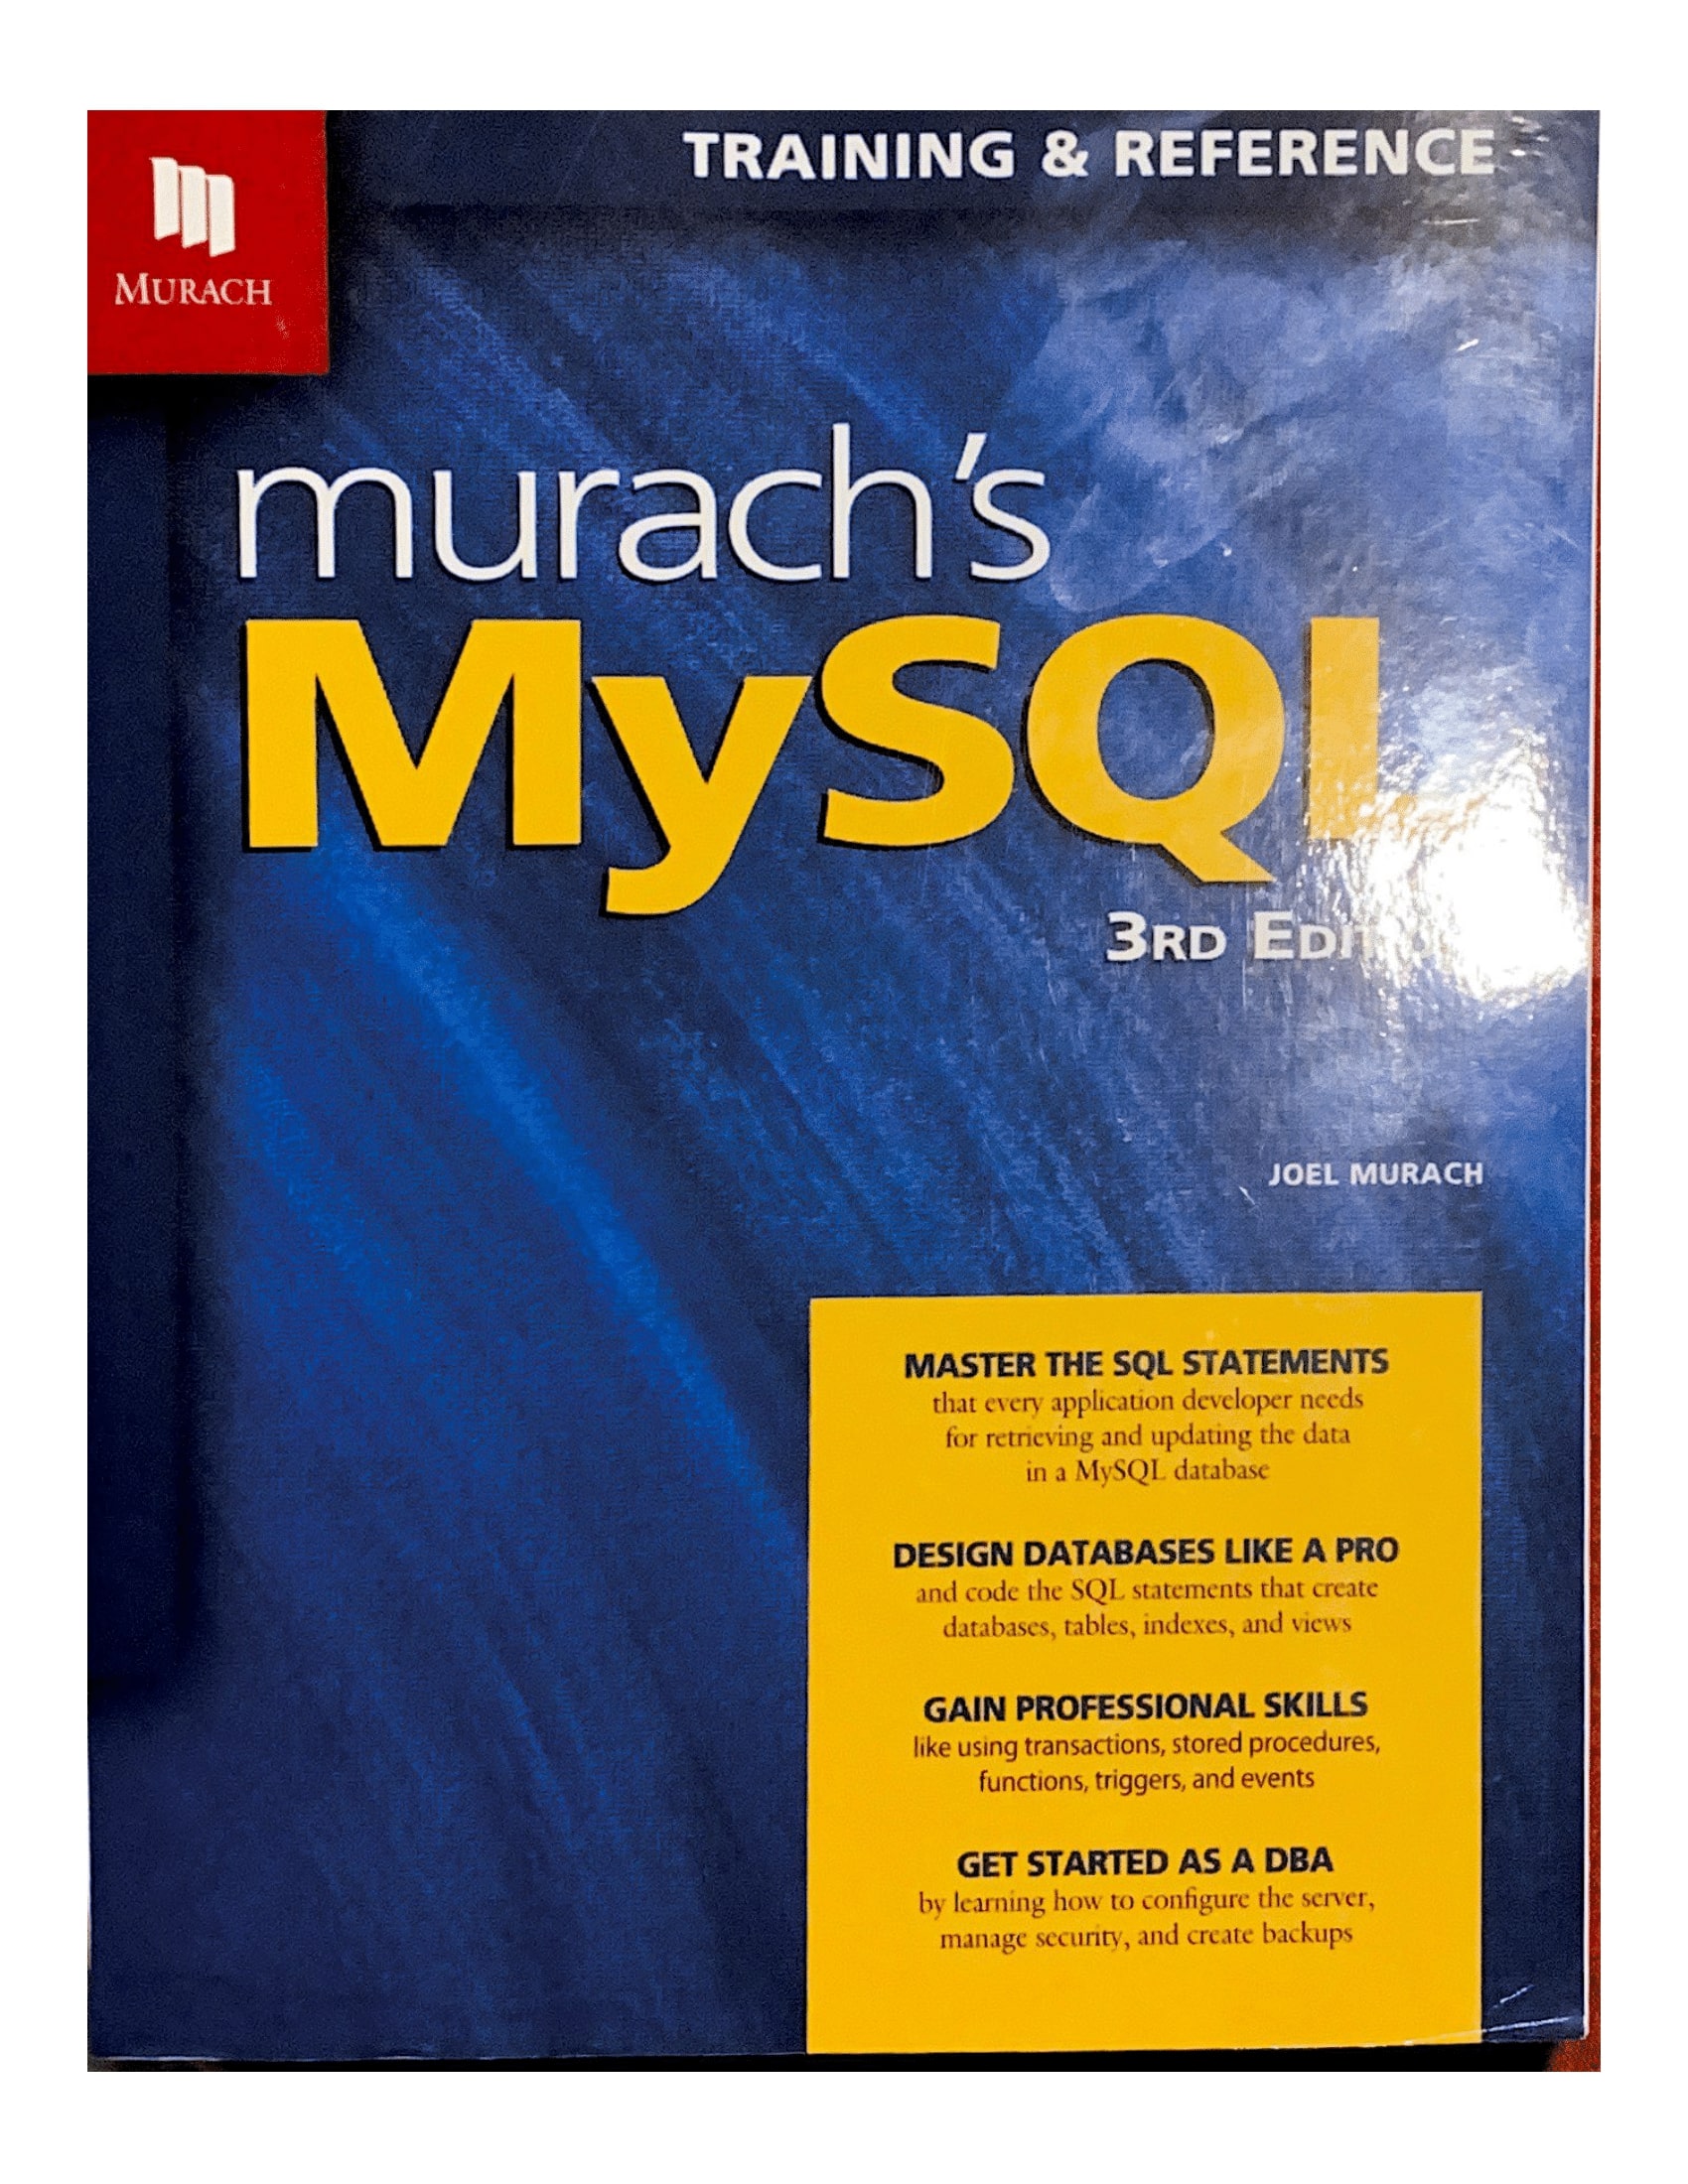 TRAINING & REFERENCE
MURACH
murach's
MySQL
3RD
JOEL MURACH
MASTER THE SQL STATEMENTS
that every application developer needs
for retrieving and updating the data
in a MySQL database
DESIGN DATABASES LIKE A PRO
and code the SQL statements that create
databases, tables, indexes, and views
GAIN PROFESSIONAL SKILLS
like using transactions, stored procedures,
functions, triggers, and events
GET STARTED AS A DBA
by learning how to configure the server,
manage security, and create backups